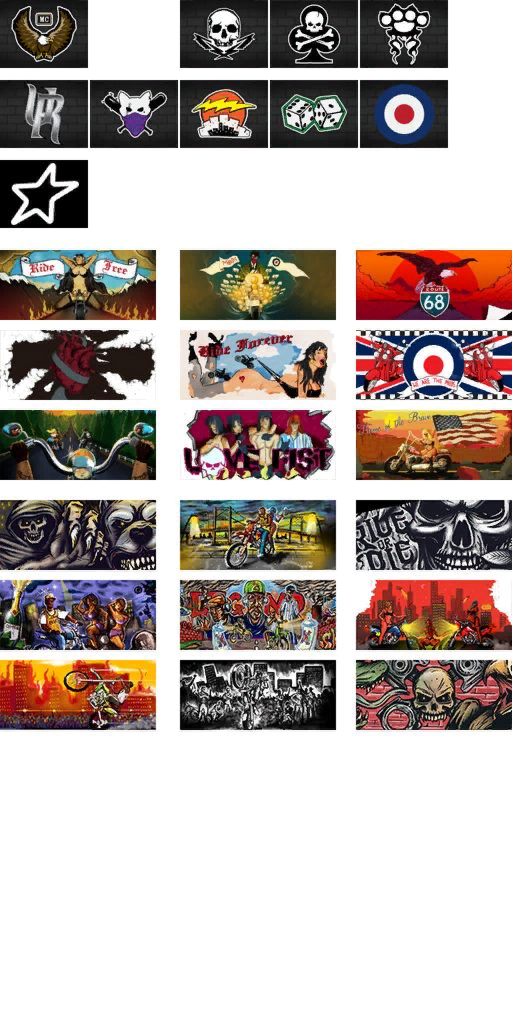 MC
Ride Free
ROUTE
68
Ride Forever
WE ARE THE MODS
of the Brave
LOVE FIST
RIDE
OR
DIE